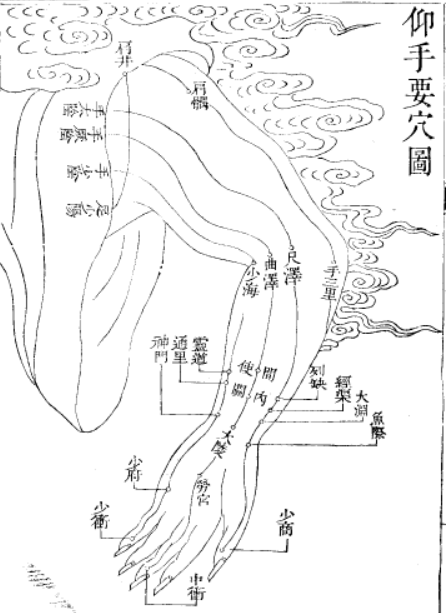 仰手要穴圖
肩井
肩髃
手太陰
手厥陰
手少陰
足少陽
手三里
尺澤
曲澤
少海
靈道
通里
神門
間使
內關
列缺
經渠
大淵
魚際
大陵
勞宮
少府
少衝
少商
中衝